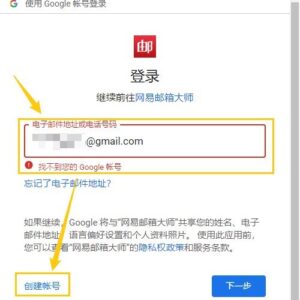 使用 Google 帐号登录
邮
登录
继续前往网易邮箱大师
电子邮件地址或电话号码
@gmail.com
找不到您的 Google 帐号
忘记了电子邮件地址?
如果继续，Google 将与"网易邮箱大师"共享您的姓名、电子
邮件地址、语言偏好设置和个人资料照片。使用此应用前，
您可以查看"网易邮箱大师"的隐私权政策和服务条款。
创建帐号
下一步